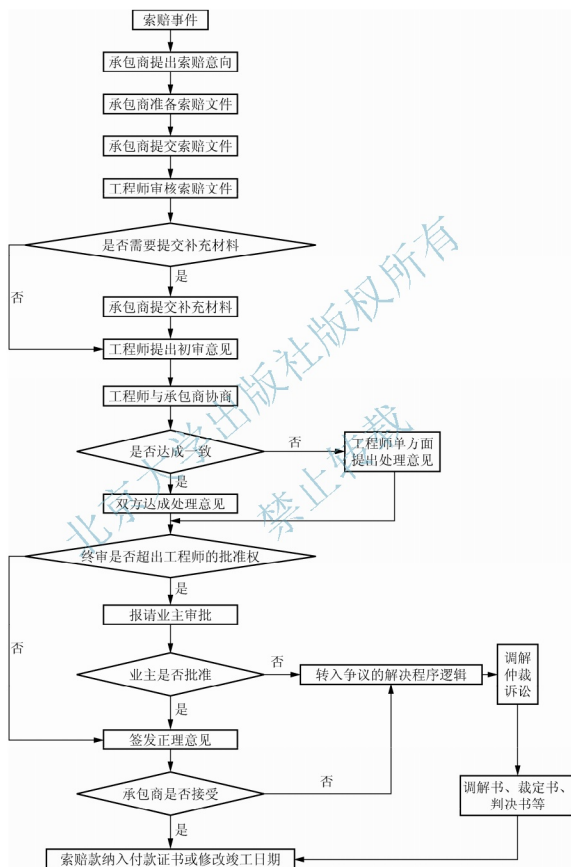 索赔事件
承包商提出索赔意向
承包商准备索赔文件
承包商提交索赔文件
工程师审核索赔文件
是否需要提交补充材料
是
否
承包商提交补充材料
工程师提出初审意见
工程师与承包商协商
是否达成一致
否
工程师单方面
提出处理意见
是
双方达成处理意见
终审是否超出工程师的批准权
是
报请业主审批
否
业主是否批准
否
转入争议的解决程序逻辑
调解
仲裁
诉讼
是
签发正理意见
承包商是否接受
否
调解书、裁定书、
判决书等
是
索赔款纳入付款证书或修改竣工日期
北京大学出版社版权所有
禁止转载